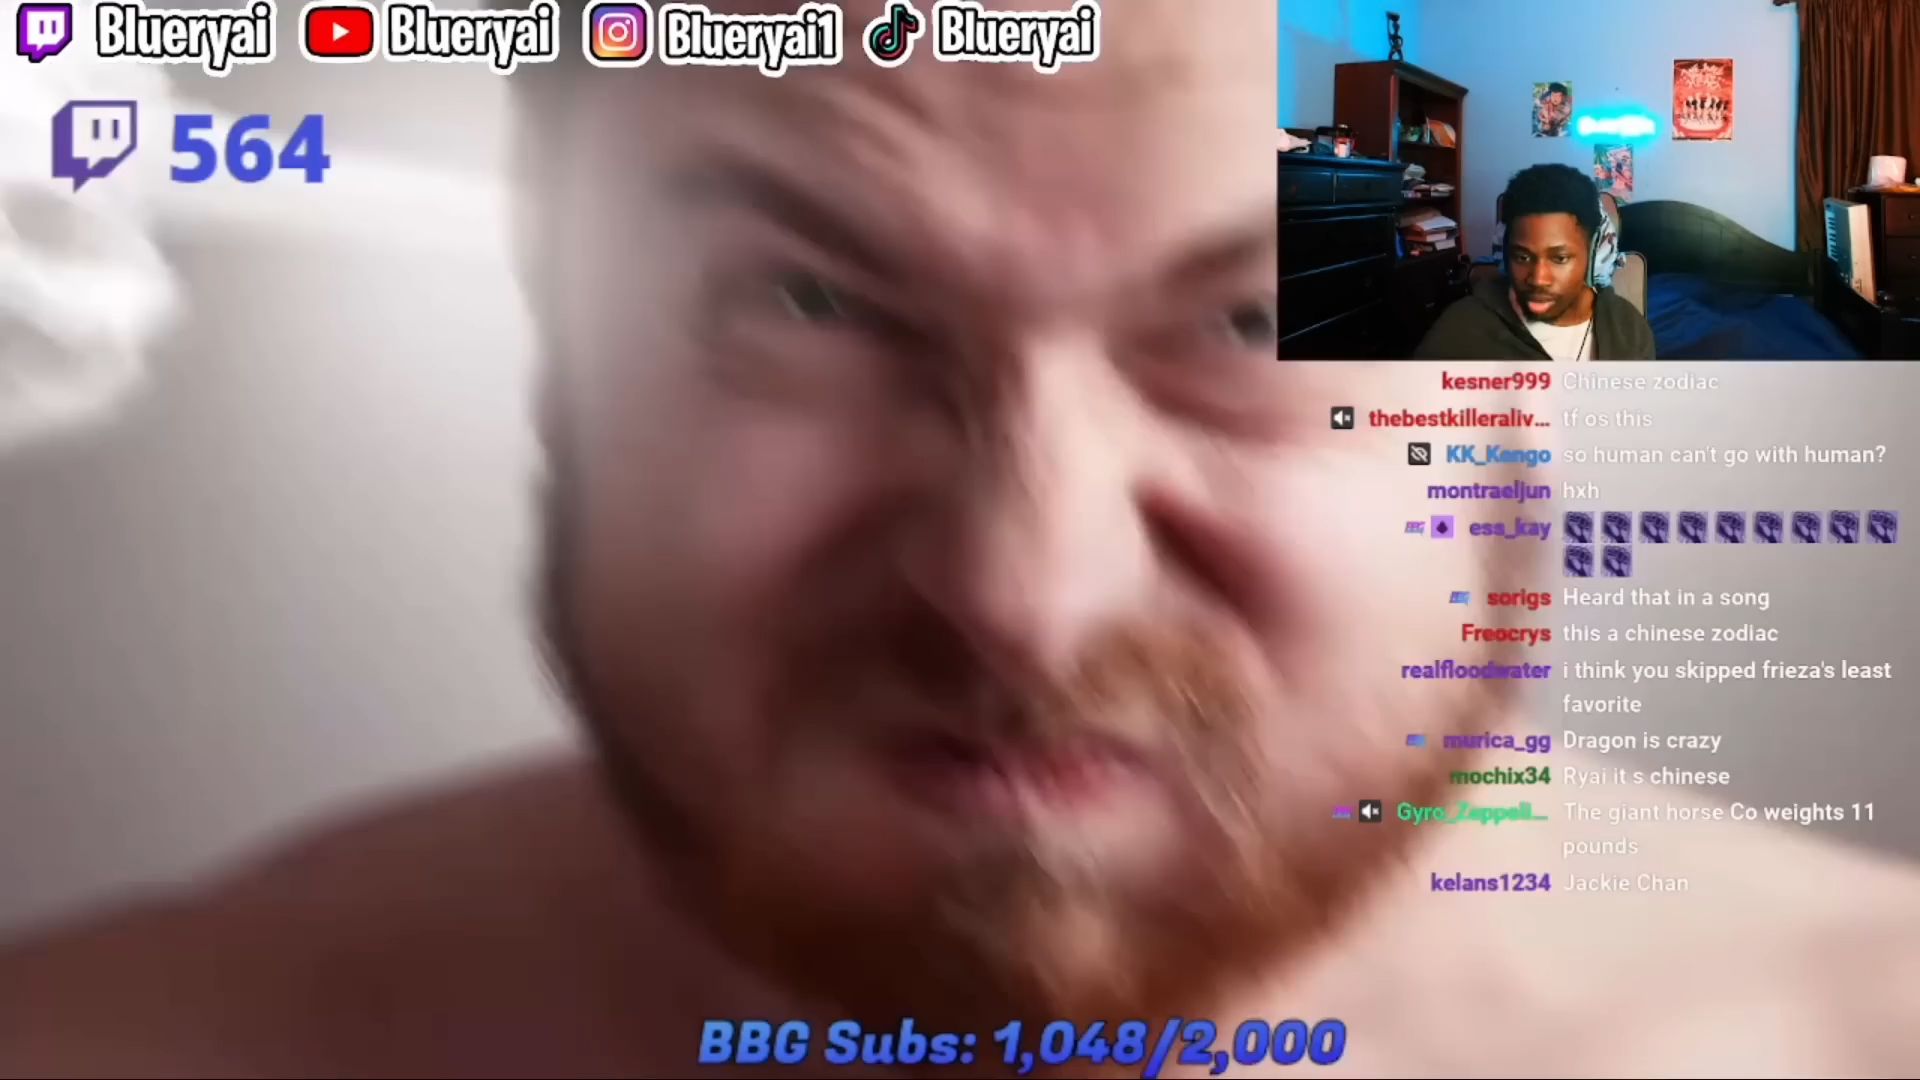 Blueryai Blueryai Blueryai1 Blueryai
564
kesner999 Chinese zodiac
thebestkilleraliv... tf os this
KK_Kengo so human can't go with human?
montraeljun hxh
ess_kay
sorigs Heard that in a song
Freocrys this a chinese zodiac
realfloodwater i think you skipped frieza's least
favorite
murica_gg Dragon is crazy
mochix34 Ryai it s chinese
Gyro_Zeppeli... The giant horse Co weights 11
pounds
kelans1234 Jackie Chan
BBG Subs: 1,048/2,000